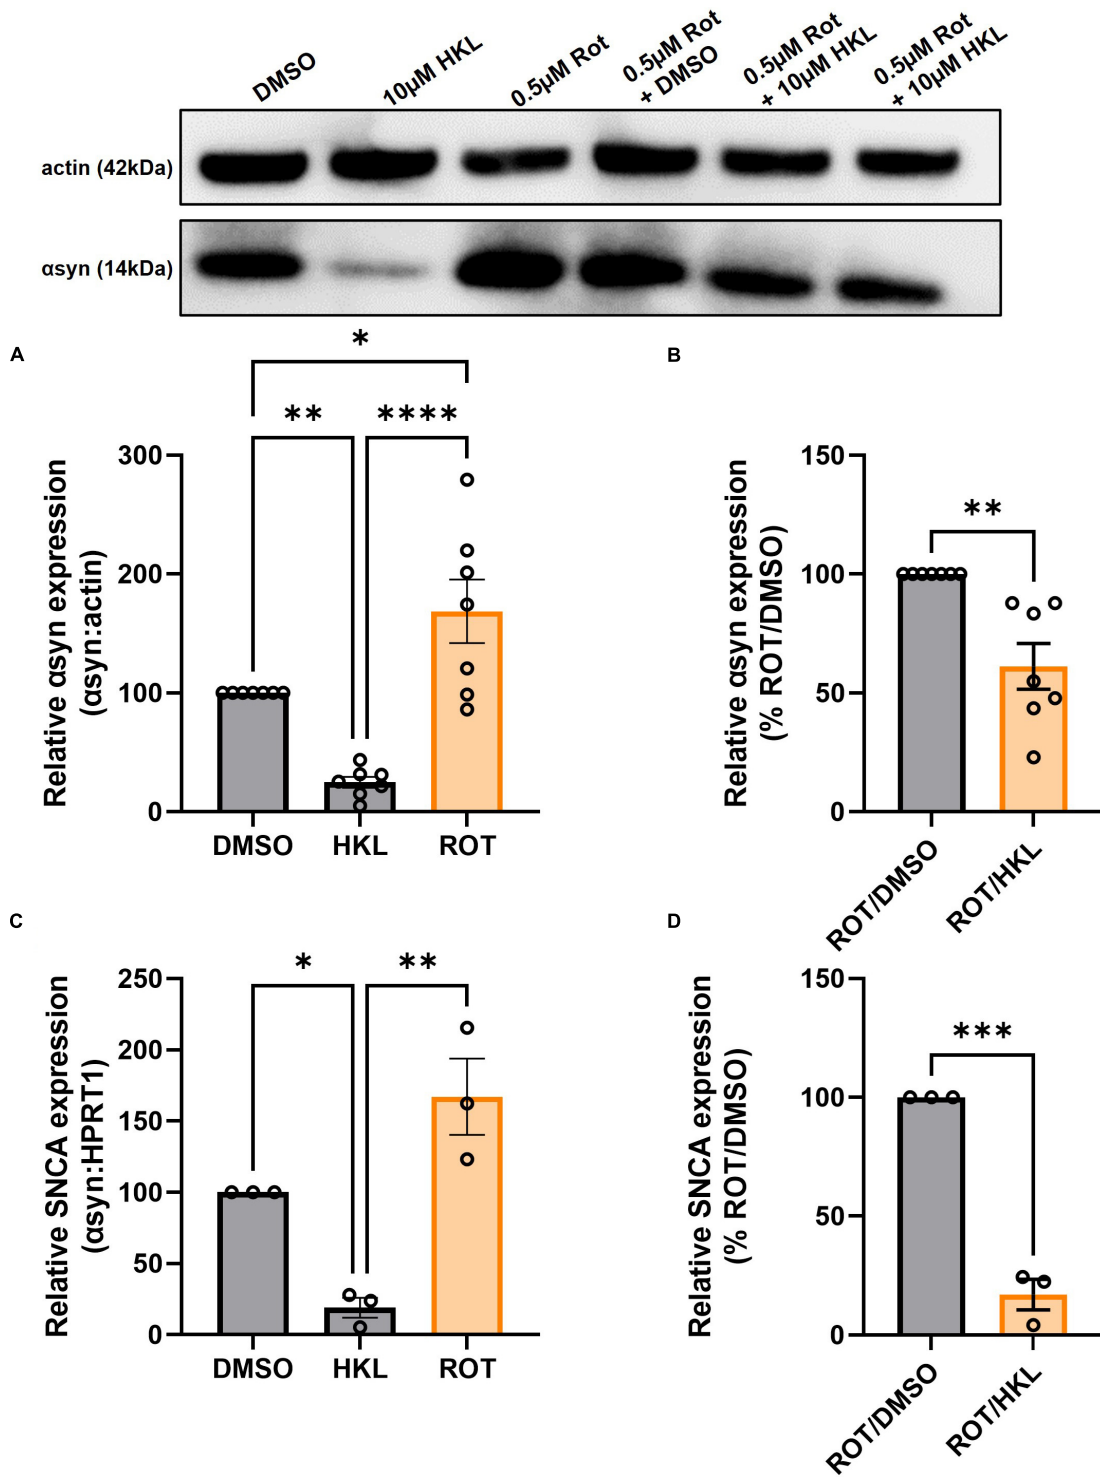 DMSO
10µM HKL
0.5µM Rot
0.5µM Rot
+ DMSO
0.5µM Rot
+ 10µM HKL
0.5µM Rot
+ 10µM HKL
actin (42kDa)
αsyn (14kDa)
A
*
**
****
Relative αsyn expression
(αsyn:actin)
300
200
100
0
DMSO
HKL
ROT
B
**
Relative αsyn expression
(% ROT/DMSO)
150
100
50
0
ROT/DMSO
ROT/HKL
C
*
**
Relative SNCA expression
(αsyn:HPRT1)
250
200
150
100
50
0
DMSO
HKL
ROT
D
***
Relative SNCA expression
(% ROT/DMSO)
150
100
50
0
ROT/DMSO
ROT/HKL